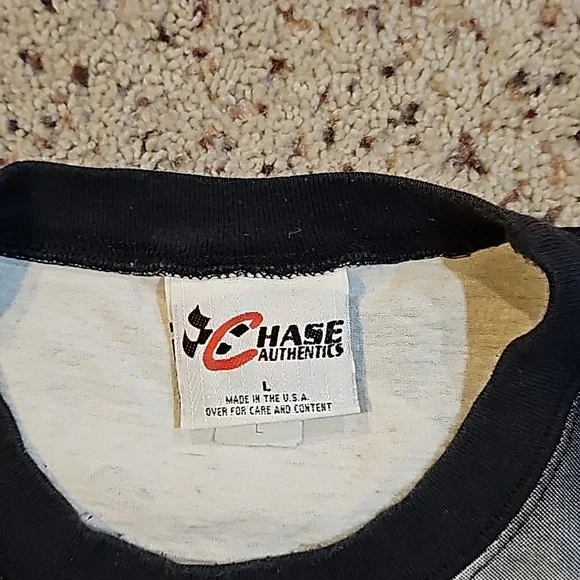 CHASE
AUTHENTICS
L
MADE IN THE U.S.A.
OVER FOR CARE AND CONTENT
L